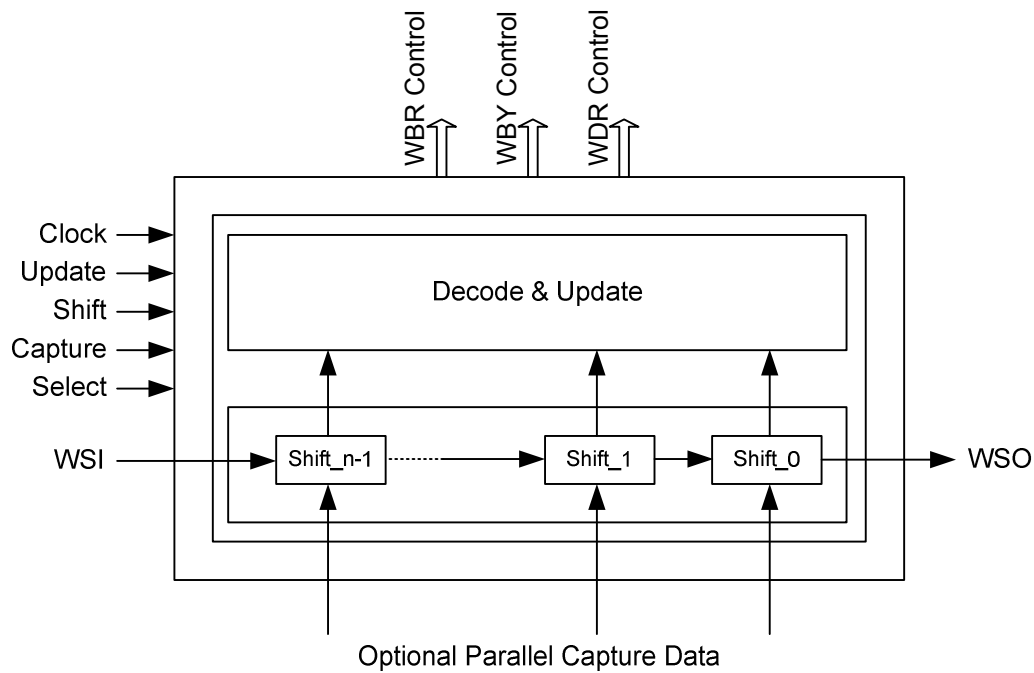 WBR Control
WBY Control
WDR Control
Clock
Update
Shift
Capture
Select
Decode & Update
WSI
Shift_n-1
Shift_1
Shift_0
WSO
Optional Parallel Capture Data